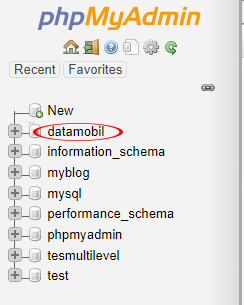 phpMyAdmin
Recent Favorites
New
datamobil
information_schema
myblog
mysql
performance_schema
phpmyadmin
tesmultilevel
test